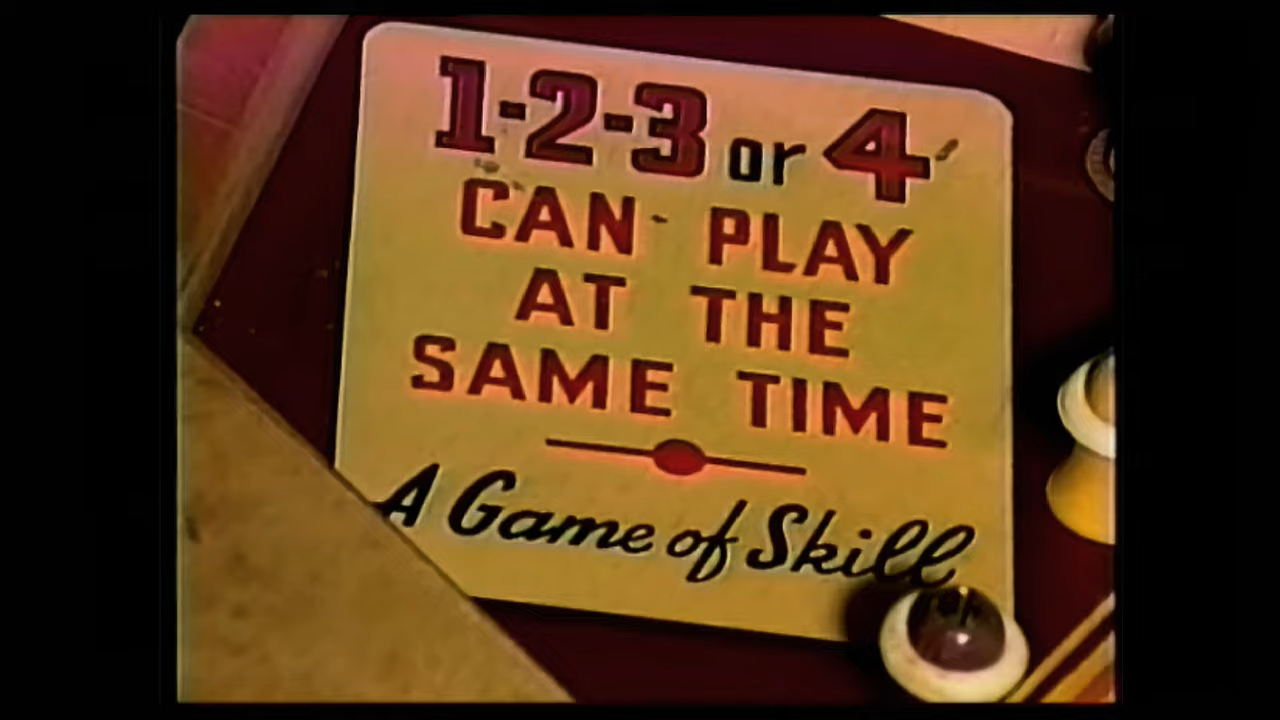 1-2-3 or 4
CAN PLAY
AT THE
SAME TIME
A Game of Skill